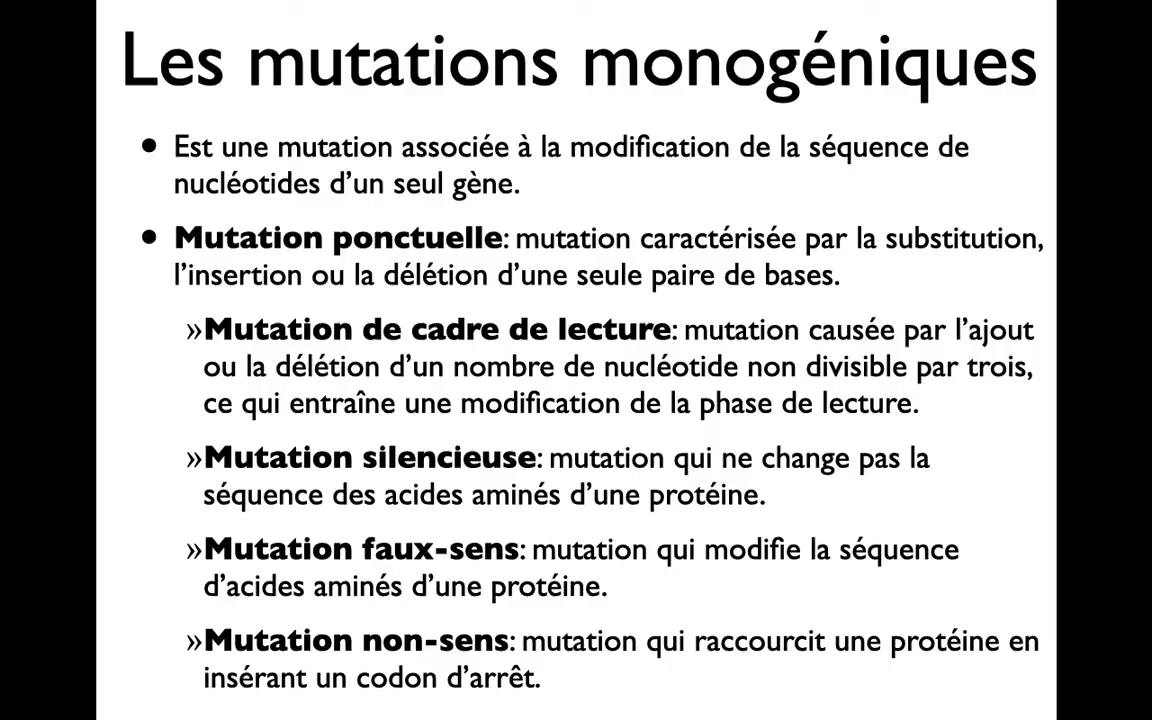 Les mutations monogéniques
• Est une mutation associée à la modification de la séquence de
nucléotides d’un seul gène.
• Mutation ponctuelle: mutation caractérisée par la substitution,
l’insertion ou la délétion d’une seule paire de bases.
»Mutation de cadre de lecture: mutation causée par l’ajout
ou la délétion d’un nombre de nucléotide non divisible par trois,
ce qui entraîne une modification de la phase de lecture.
»Mutation silencieuse: mutation qui ne change pas la
séquence des acides aminés d’une protéine.
»Mutation faux-sens: mutation qui modifie la séquence
d’acides aminés d’une protéine.
»Mutation non-sens: mutation qui raccourcit une protéine en
insérant un codon d’arrêt.